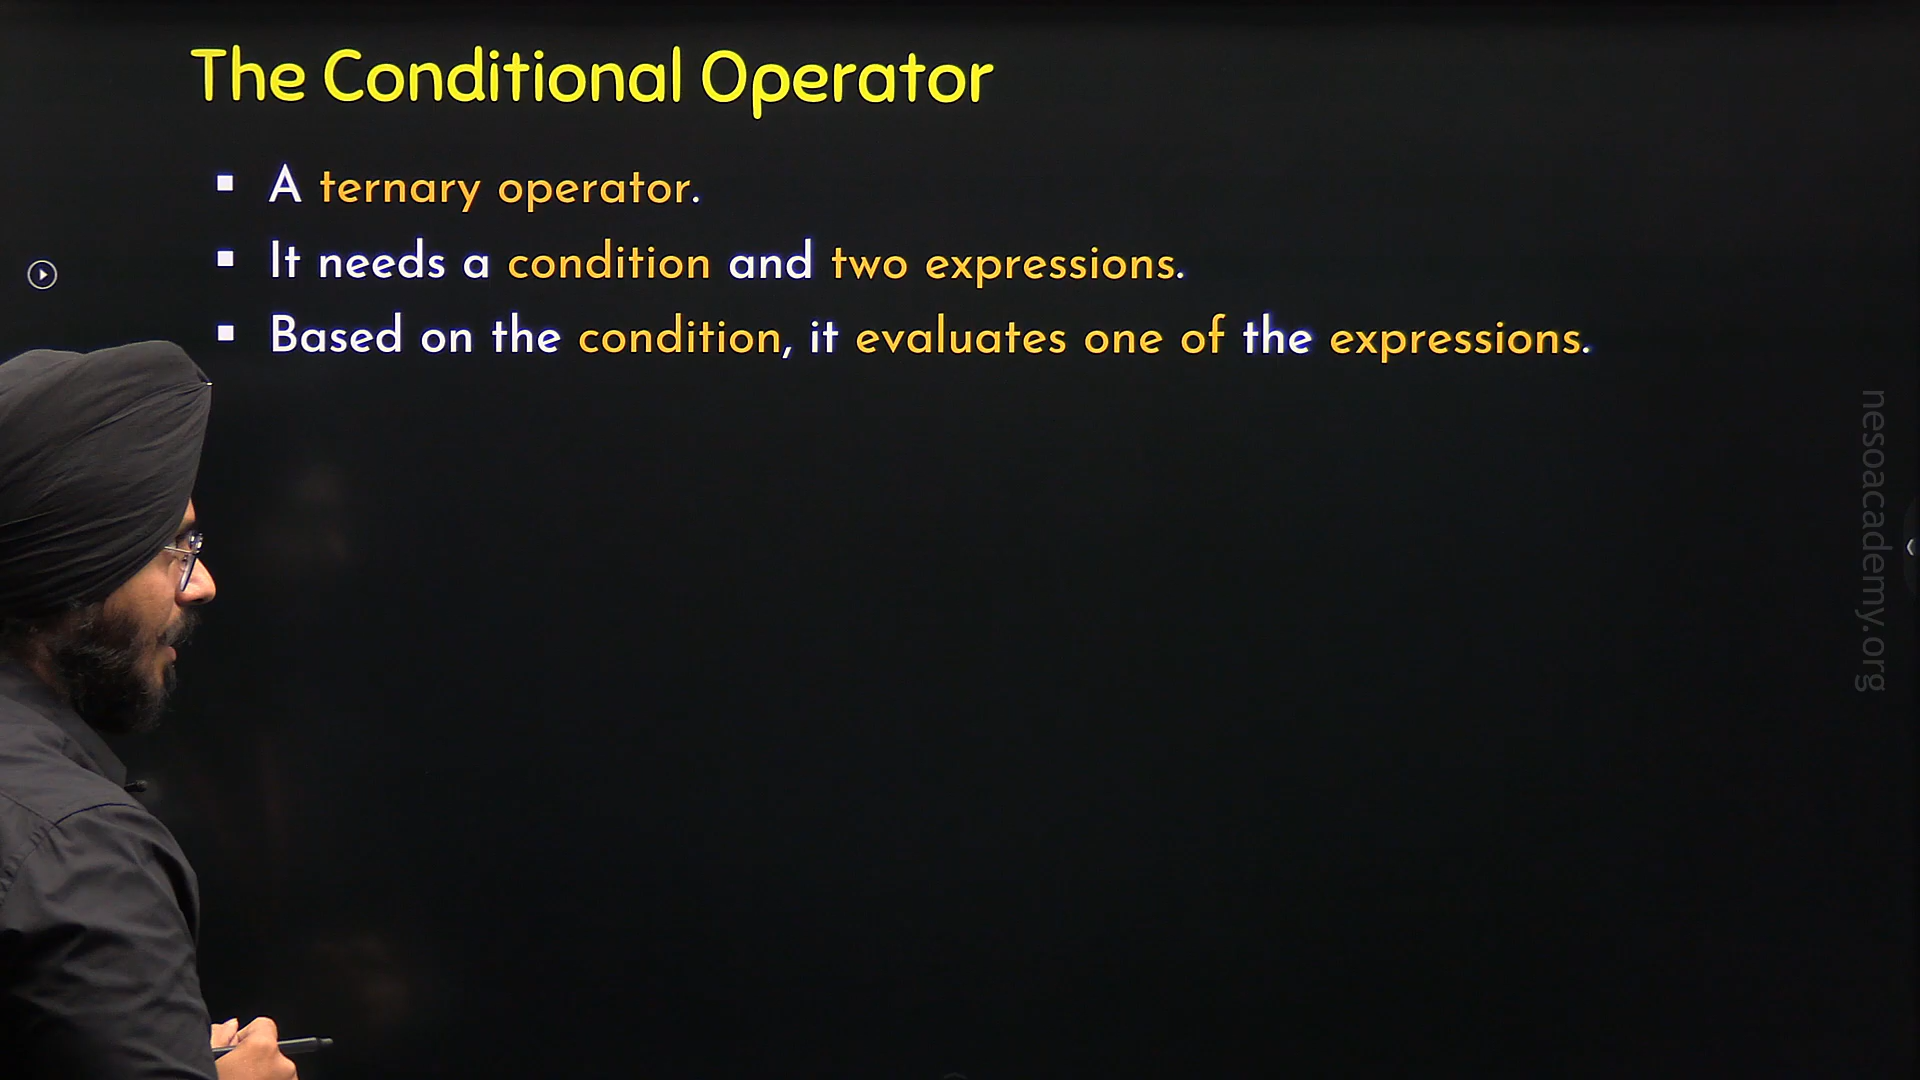 The Conditional Operator
▪ A ternary operator.
▪ It needs a condition and two expressions.
▪ Based on the condition, it evaluates one of the expressions.
nesoacademy.org